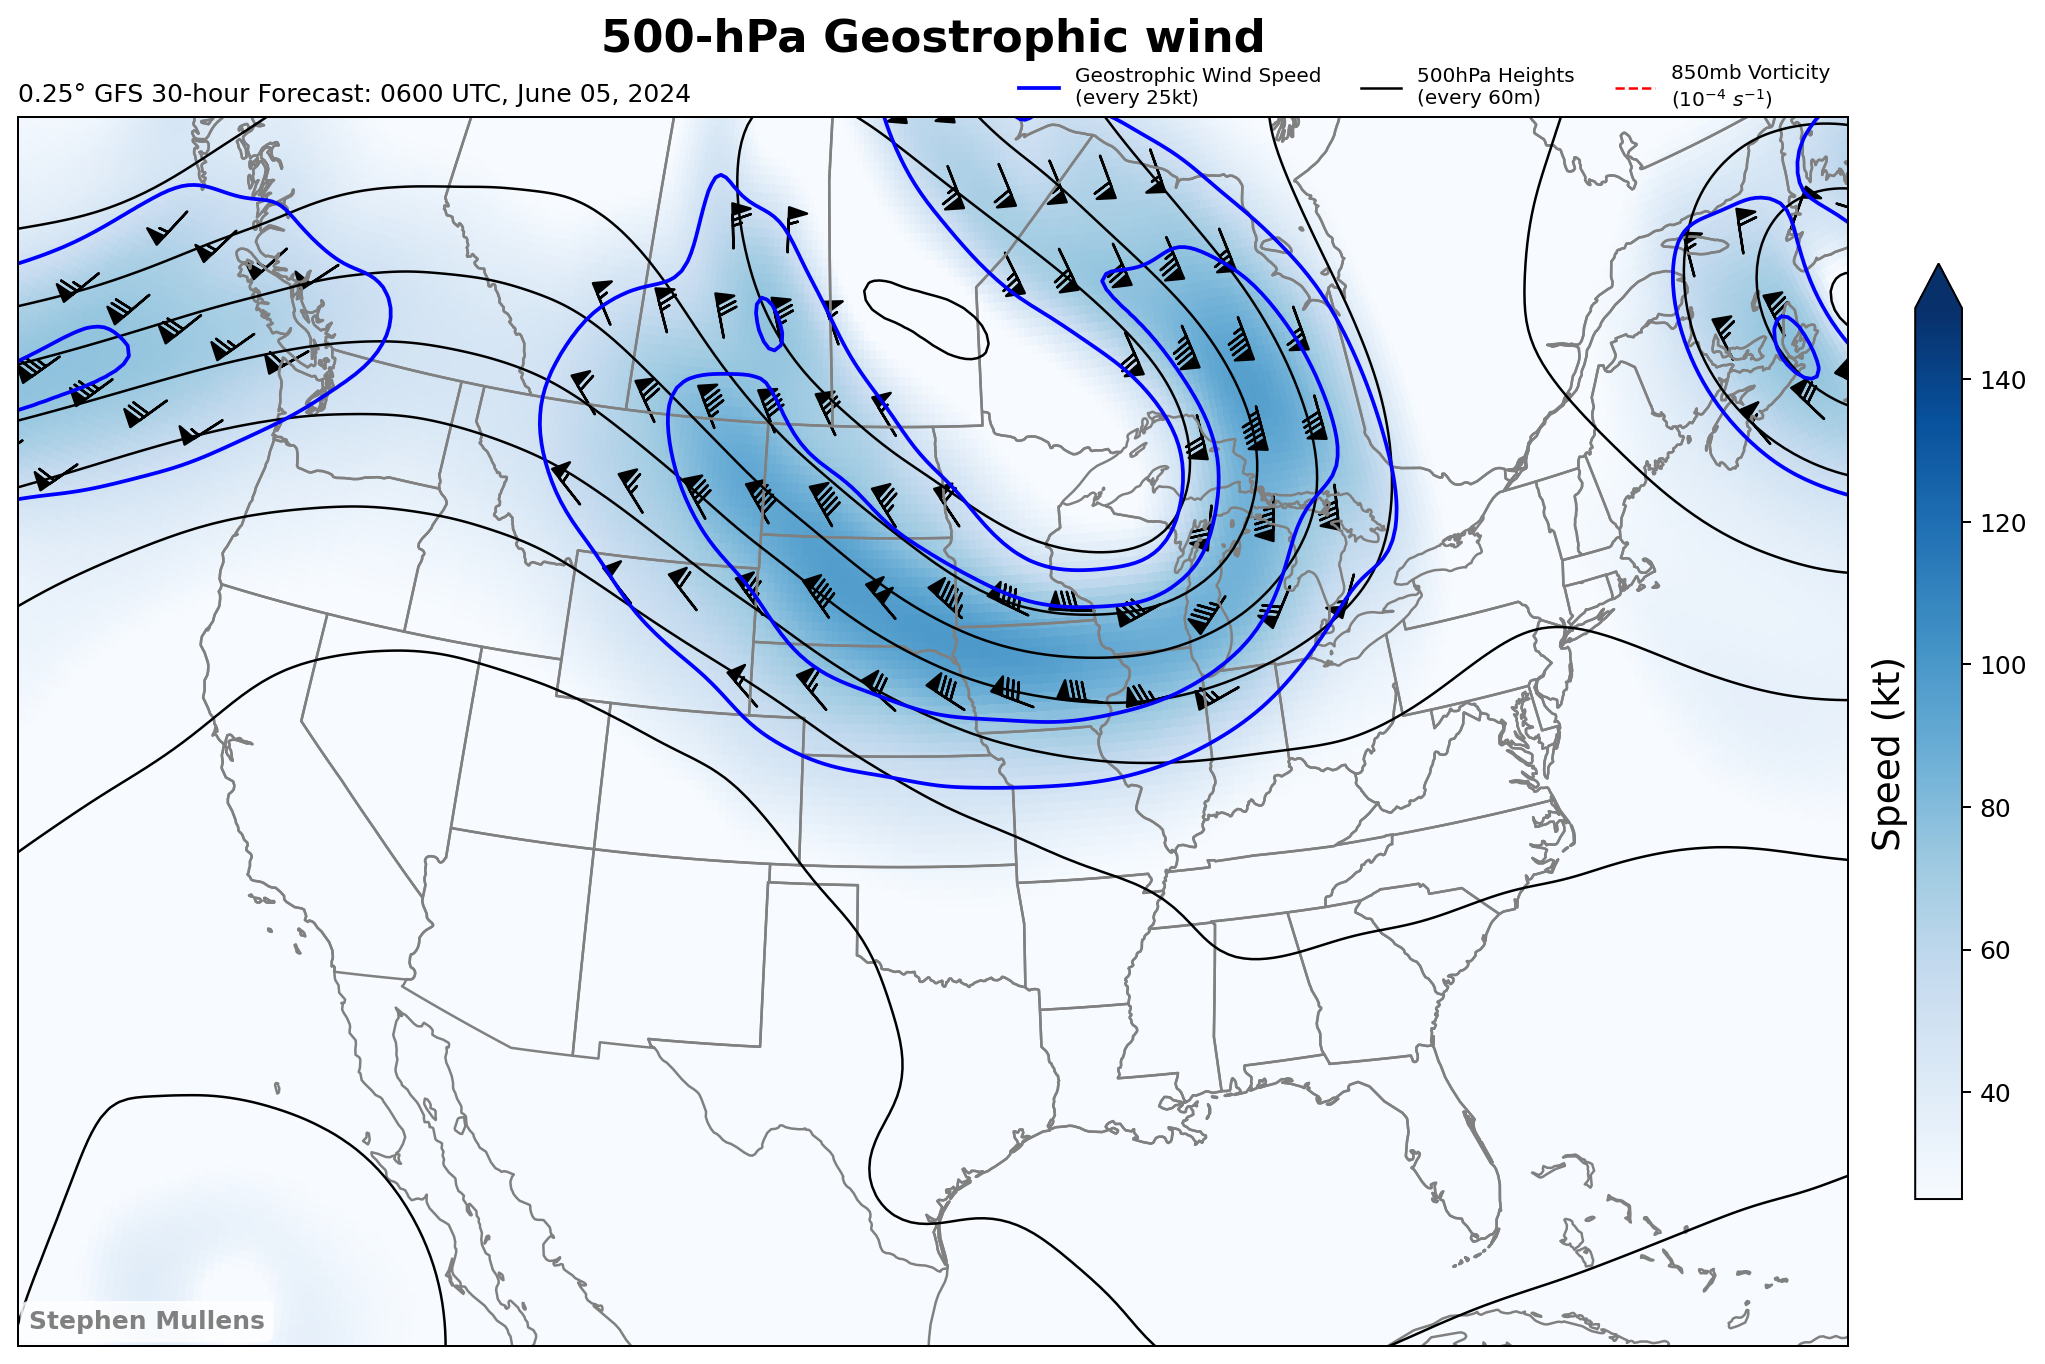 500-hPa Geostrophic wind
0.25° GFS 30-hour Forecast: 0600 UTC, June 05, 2024
Geostrophic Wind Speed
(every 25kt)
500hPa Heights
(every 60m)
850mb Vorticity
(10⁻⁴ s⁻¹)
140
120
100
80
60
40
Speed (kt)
Stephen Mullens